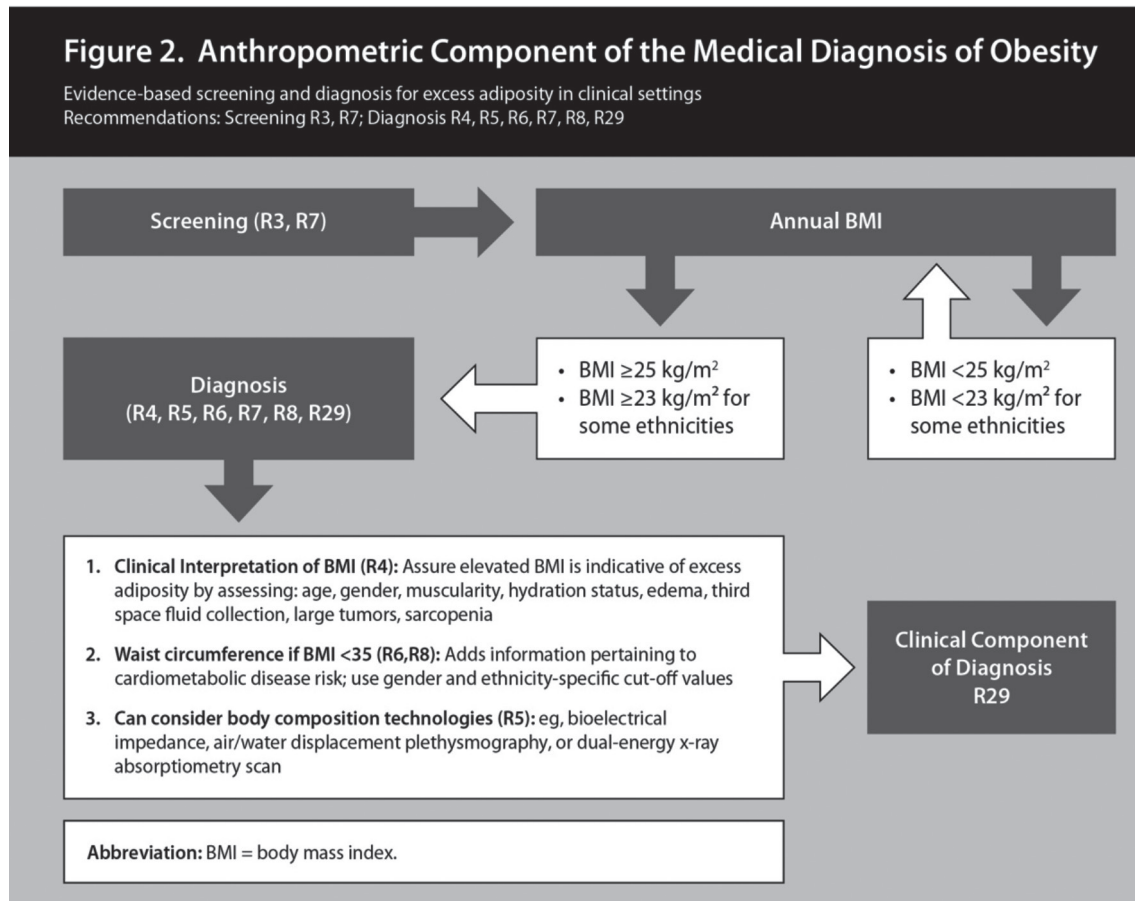 Figure 2. Anthropometric Component of the Medical Diagnosis of Obesity
Evidence-based screening and diagnosis for excess adiposity in clinical settings
Recommendations: Screening R3, R7; Diagnosis R4, R5, R6, R7, R8, R29
Screening (R3, R7)
Annual BMI
Diagnosis
(R4, R5, R6, R7, R8, R29)
• BMI ≥25 kg/m²
• BMI ≥23 kg/m² for
some ethnicities
• BMI <25 kg/m²
• BMI <23 kg/m² for
some ethnicities
1. Clinical Interpretation of BMI (R4): Assure elevated BMI is indicative of excess
adiposity by assessing: age, gender, muscularity, hydration status, edema, third
space fluid collection, large tumors, sarcopenia
2. Waist circumference if BMI <35 (R6,R8): Adds information pertaining to
cardiometabolic disease risk; use gender and ethnicity-specific cut-off values
3. Can consider body composition technologies (R5): eg, bioelectrical
impedance, air/water displacement plethysmography, or dual-energy x-ray
absorptiometry scan
Clinical Component
of Diagnosis
R29
Abbreviation: BMI = body mass index.